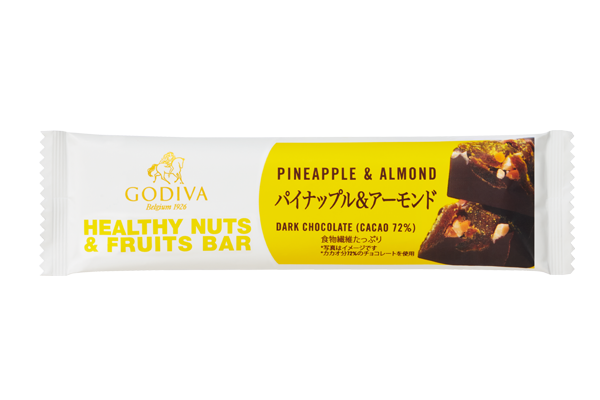 GODIVA
Belgium 1926
HEALTHY NUTS
& FRUITS BAR
PINEAPPLE & ALMOND
パイナップル&アーモンド
DARK CHOCOLATE (CACAO 72%)
食物繊維たっぷり
*写真はイメージです
*カカオ分72%のチョコレートを使用